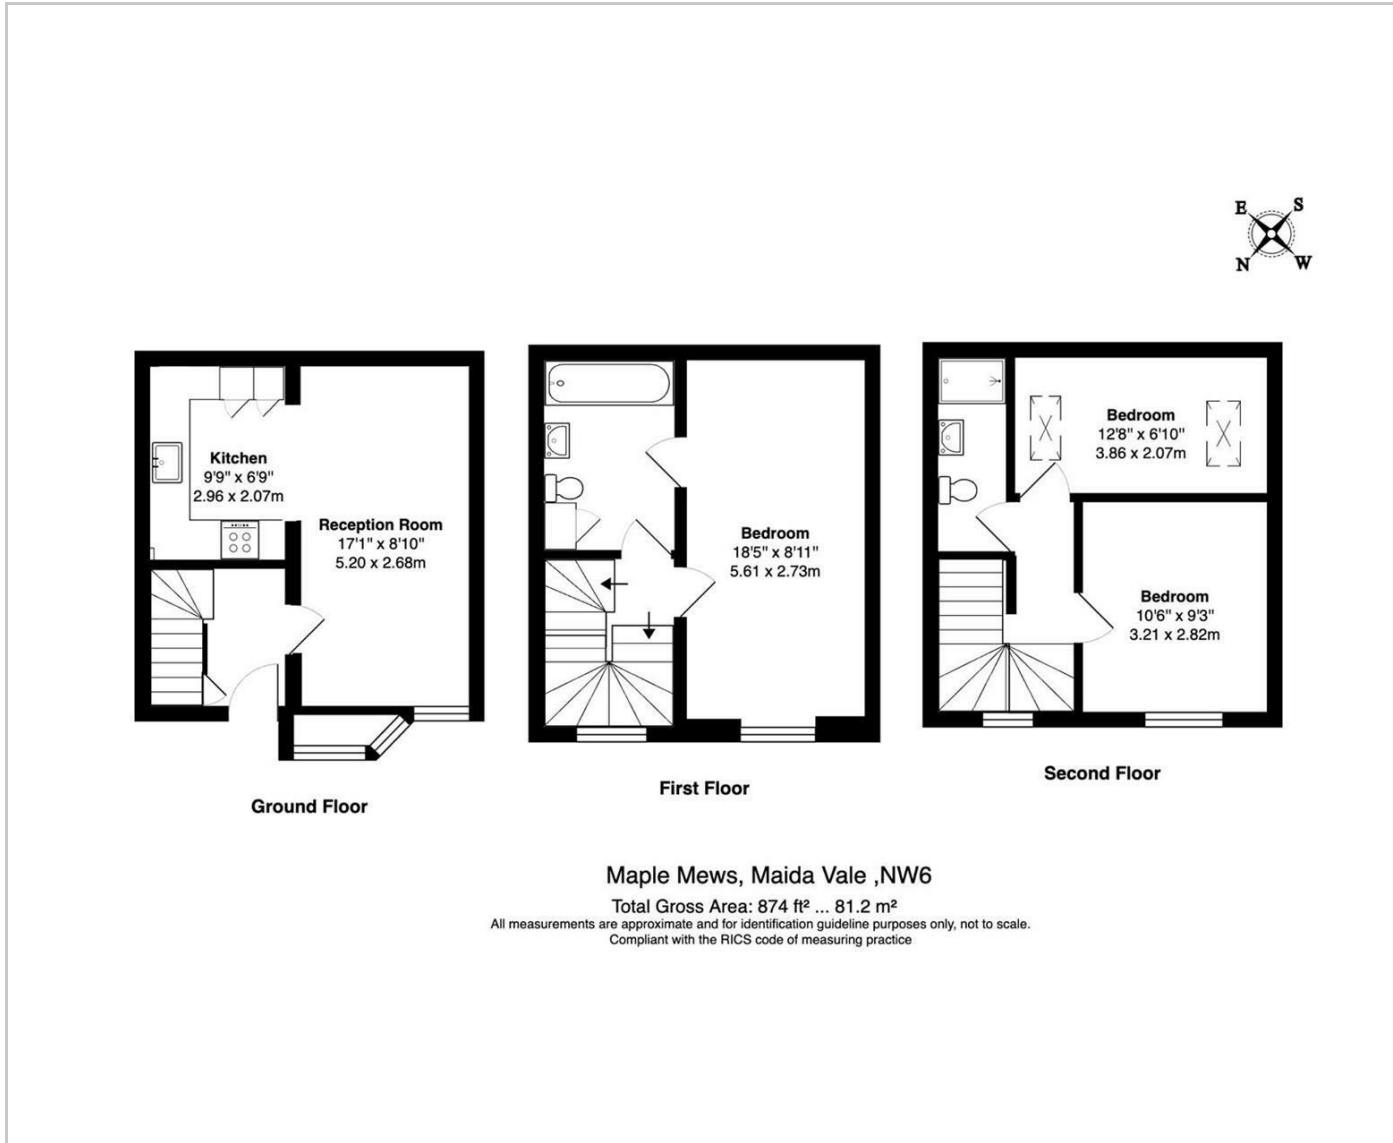 E S
N W
Kitchen
9'9" x 6'9"
2.96 x 2.07m
Reception Room
17'1" x 8'10"
5.20 x 2.68m
Ground Floor
Bedroom
18'5" x 8'11"
5.61 x 2.73m
First Floor
Bedroom
12'8" x 6'10"
3.86 x 2.07m
Bedroom
10'6" x 9'3"
3.21 x 2.82m
Second Floor
Maple Mews, Maida Vale ,NW6
Total Gross Area: 874 ft² ... 81.2 m²
All measurements are approximate and for identification guideline purposes only, not to scale.
Compliant with the RICS code of measuring practice